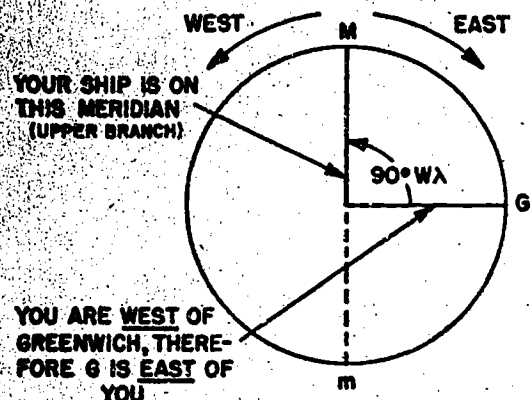 WEST
EAST
M
YOUR SHIP IS ON
THIS MERIDIAN
(UPPER BRANCH)
90° Wλ
G
YOU ARE WEST OF
GREENWICH, THERE-
FORE G IS EAST OF
YOU
m